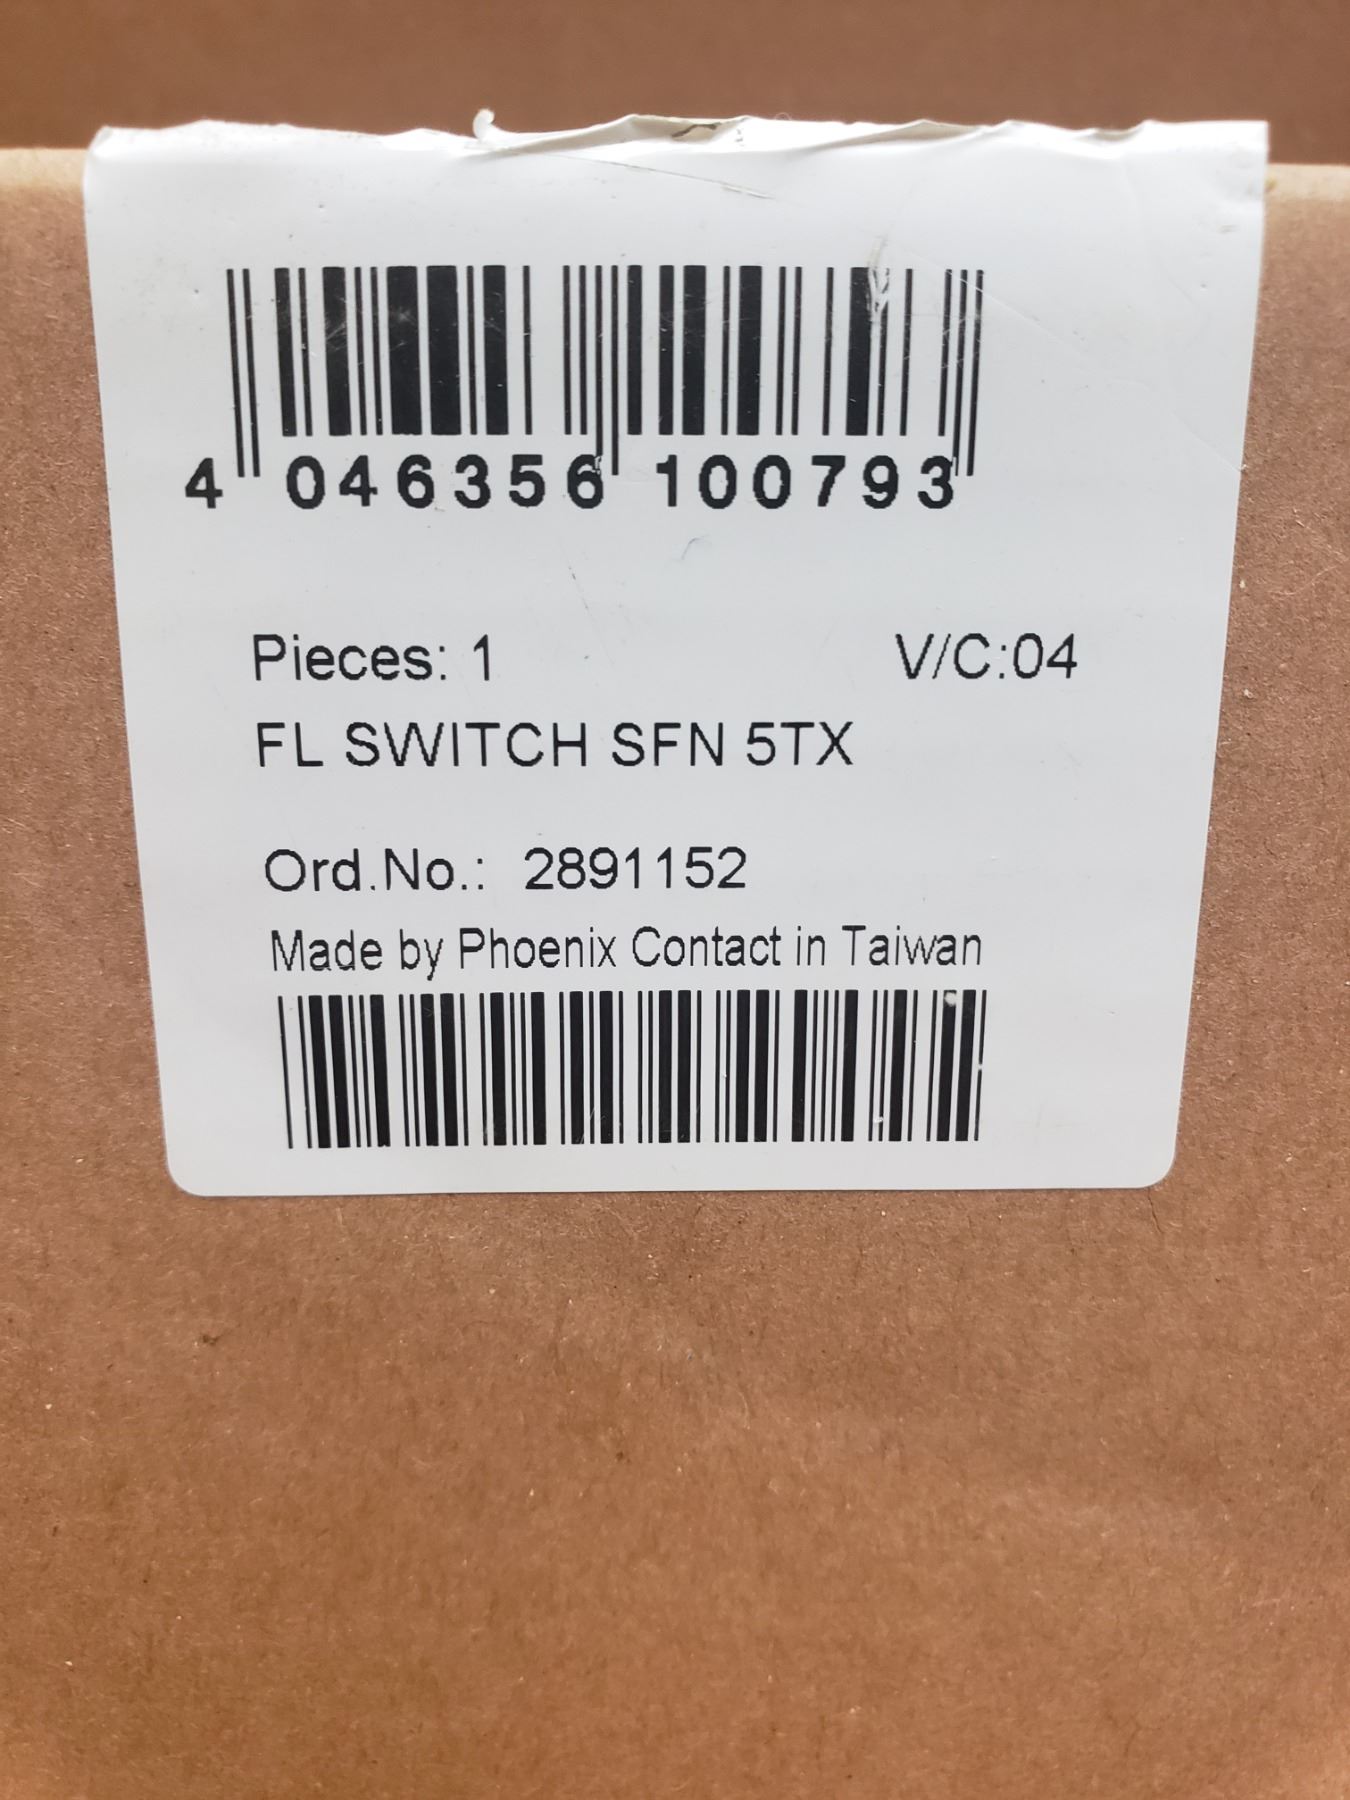 4 046356 100793
Pieces: 1 V/C:04
FL SWITCH SFN 5TX
Ord.No.: 2891152
Made by Phoenix Contact in Taiwan